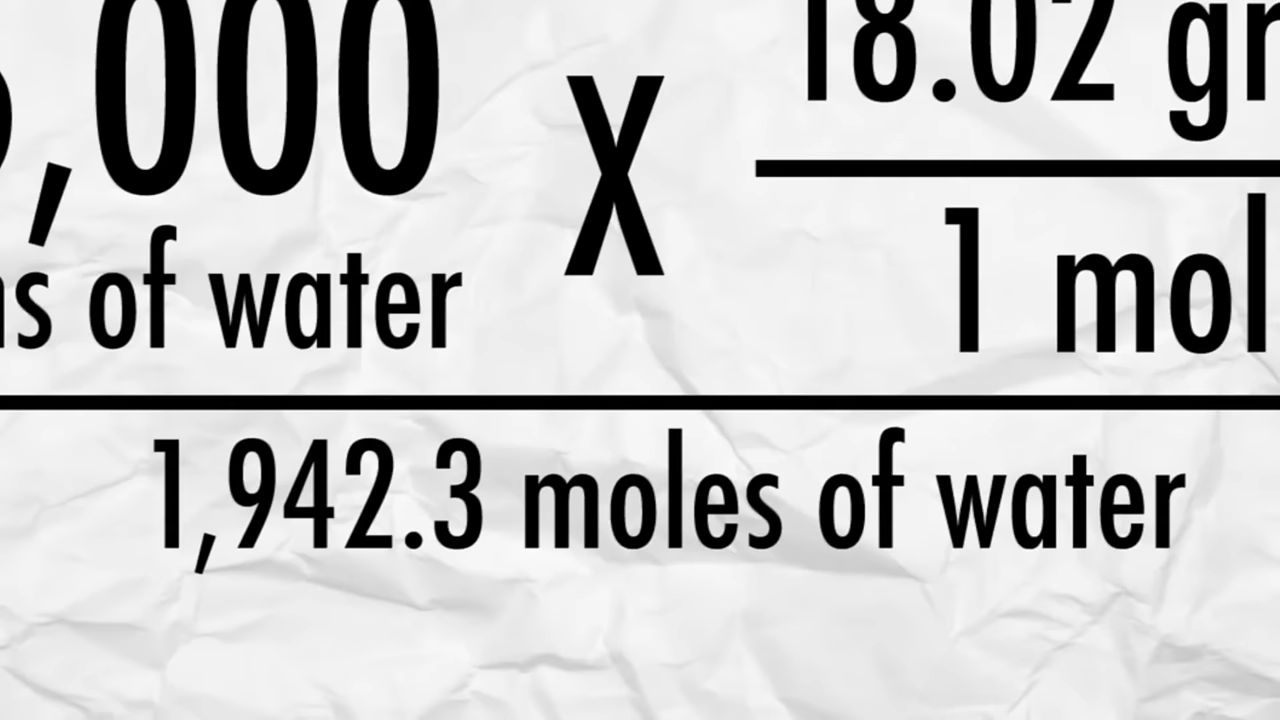 ,000 X 18.02 gr
s of water 1 mol
1,942.3 moles of water